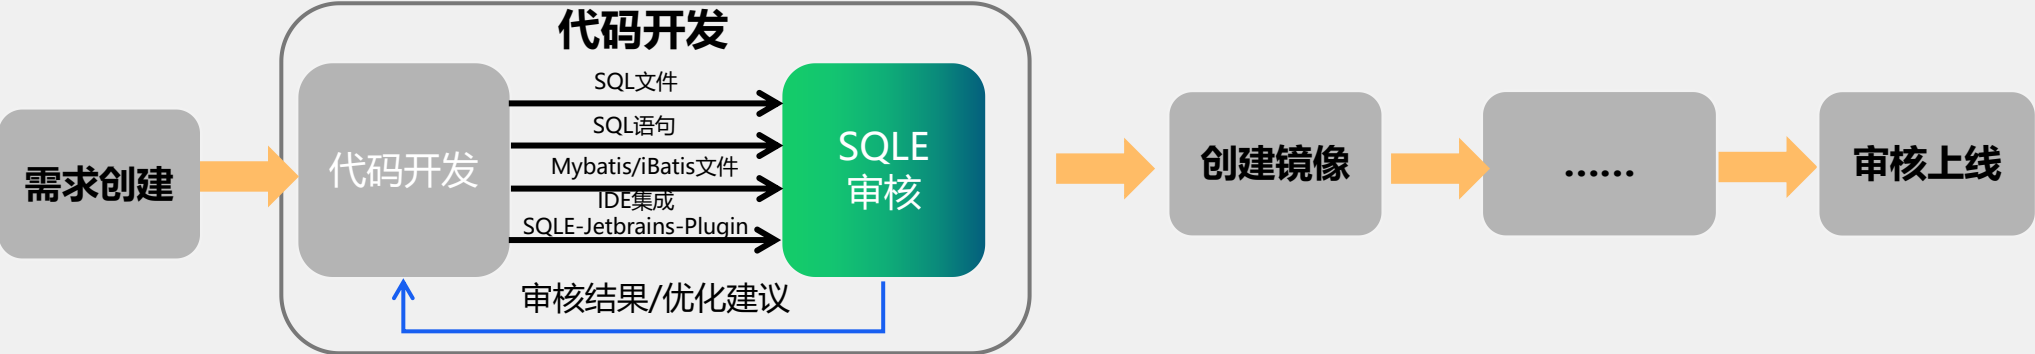 代码开发
需求创建
代码开发
SQL文件
SQL语句
Mybatis/iBatis文件
IDE集成
SQLE-Jetbrains-Plugin
SQLE
审核
审核结果/优化建议
创建镜像
……
审核上线